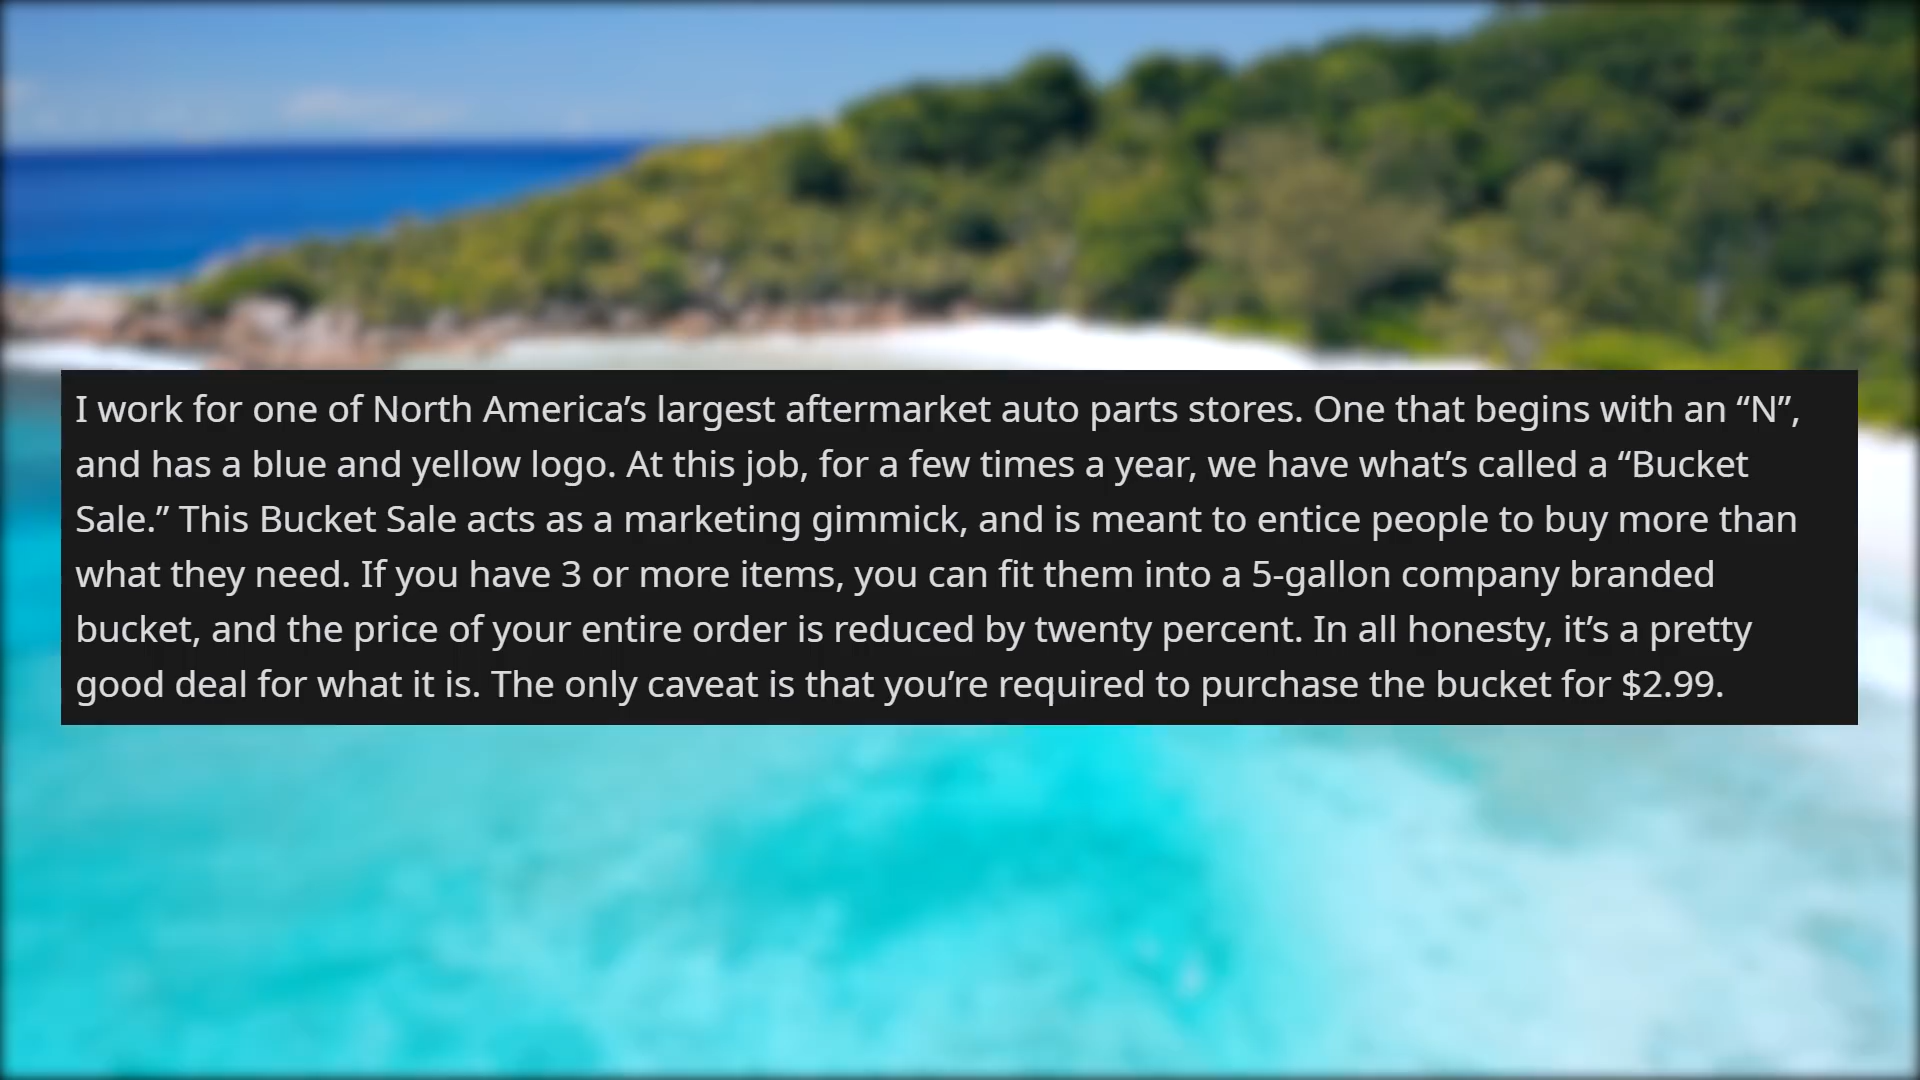 I work for one of North America’s largest aftermarket auto parts stores. One that begins with an “N”,
and has a blue and yellow logo. At this job, for a few times a year, we have what’s called a “Bucket
Sale.” This Bucket Sale acts as a marketing gimmick, and is meant to entice people to buy more than
what they need. If you have 3 or more items, you can fit them into a 5-gallon company branded
bucket, and the price of your entire order is reduced by twenty percent. In all honesty, it’s a pretty
good deal for what it is. The only caveat is that you’re required to purchase the bucket for $2.99.